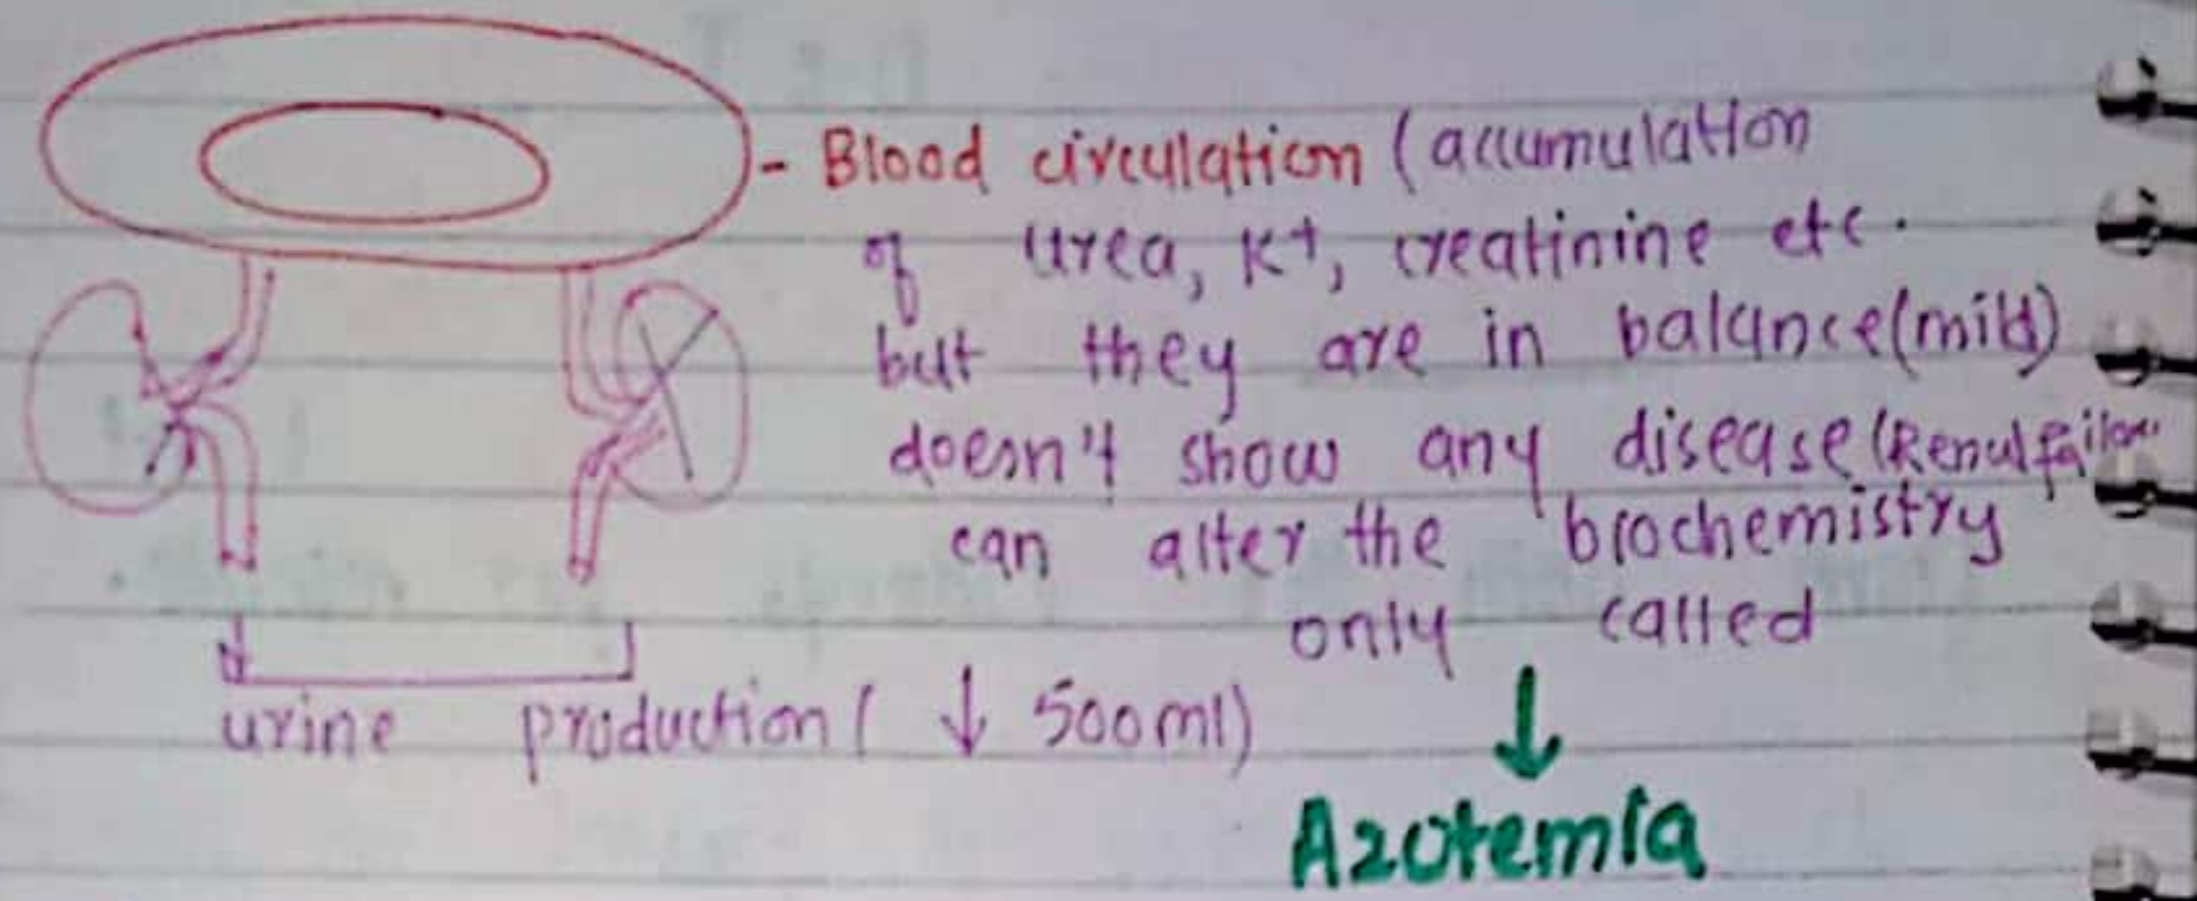 - Blood circulation (accumulation
of urea, K+, creatinine etc.
but they are in balance(mild)
doesn't show any disease (Renal failure
can alter the biochemistry
only called
urine production ( ↓ 500ml)
↓
Azotemia